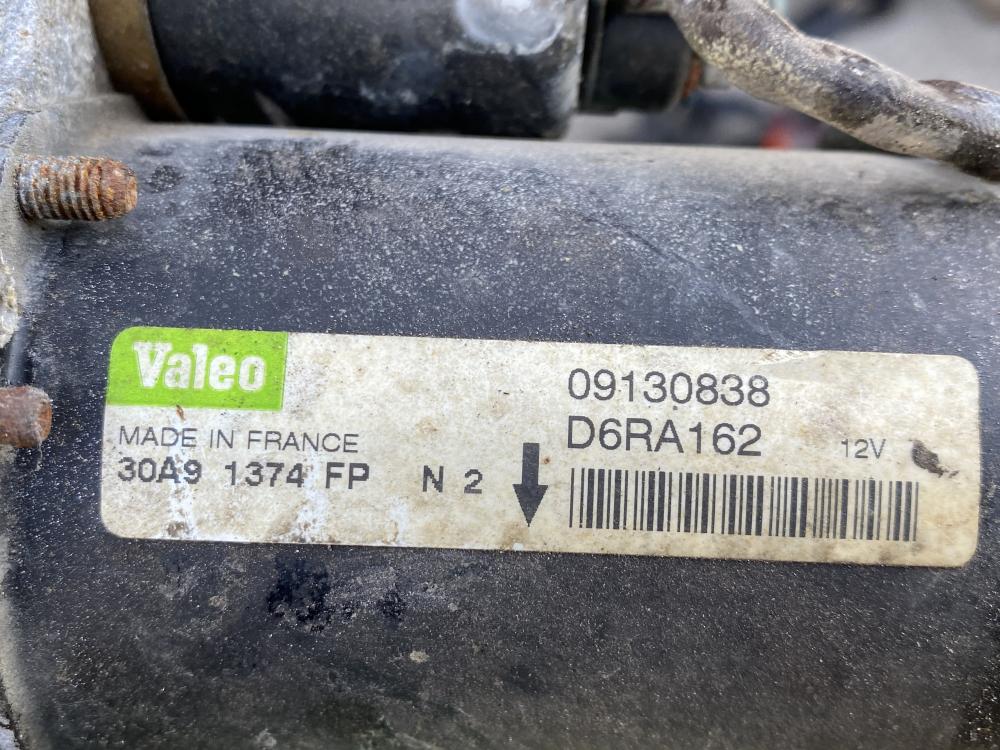 Valeo
MADE IN FRANCE
30A9 1374 FP N 2
09130838
D6RA162 12V